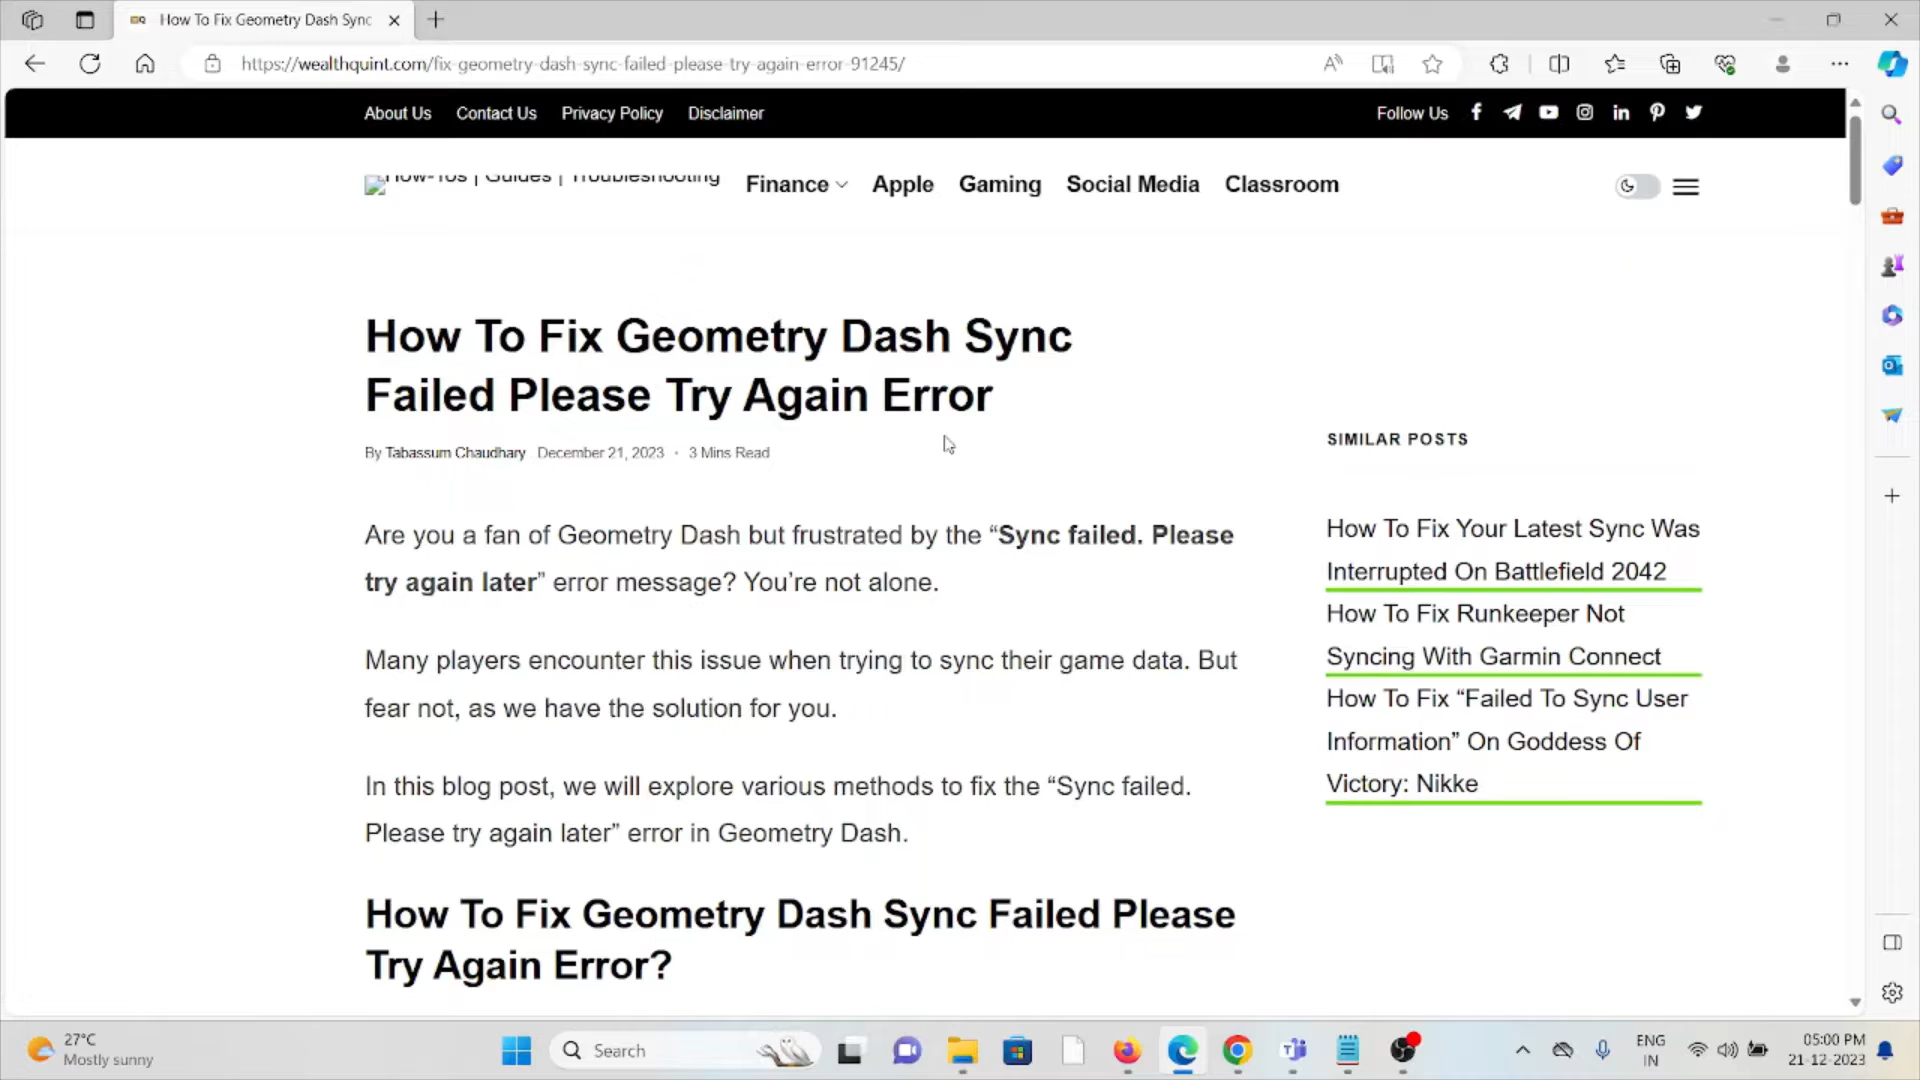 How To Fix Geometry Dash Sync
https://wealthquint.com/fix-geometry-dash-sync-failed-please-try-again-error-91245/
About Us Contact Us Privacy Policy Disclaimer Follow Us
How-Tos | Guides | Troubleshooting Finance Apple Gaming Social Media Classroom
How To Fix Geometry Dash Sync
Failed Please Try Again Error
By Tabassum Chaudhary December 21, 2023 • 3 Mins Read
Are you a fan of Geometry Dash but frustrated by the “Sync failed. Please
try again later” error message? You’re not alone.
Many players encounter this issue when trying to sync their game data. But
fear not, as we have the solution for you.
In this blog post, we will explore various methods to fix the “Sync failed.
Please try again later” error in Geometry Dash.
How To Fix Geometry Dash Sync Failed Please
Try Again Error?
SIMILAR POSTS
How To Fix Your Latest Sync Was
Interrupted On Battlefield 2042
How To Fix Runkeeper Not
Syncing With Garmin Connect
How To Fix “Failed To Sync User
Information” On Goddess Of
Victory: Nikke
27°C
Mostly sunny
Search
ENG
IN
05:00 PM
21-12-2023